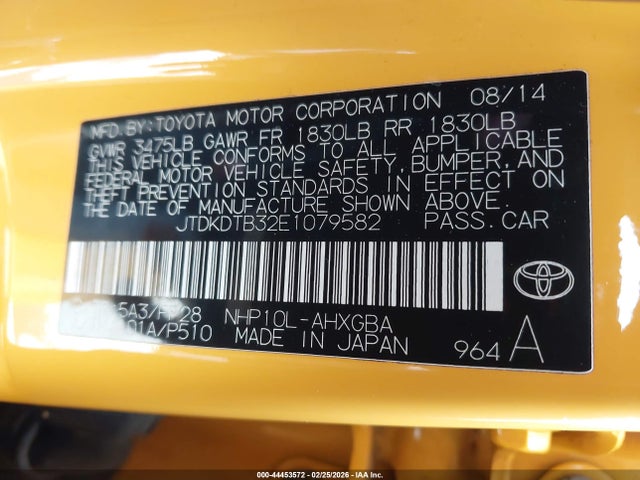 MFD. BY: TOYOTA MOTOR CORPORATION 08/14
GVWR 3475LB GAWR FR 1830LB RR 1830LB
THIS VEHICLE CONFORMS TO ALL APPLICABLE
FEDERAL MOTOR VEHICLE SAFETY, BUMPER, AND
THEFT PREVENTION STANDARDS IN EFFECT ON
THE DATE OF MANUFACTURE SHOWN ABOVE.
JTDKDTB32E1079582 PASS. CAR
NHP10L-AHXGBA
01A/P510 MADE IN JAPAN 964 A
000-44453572 - 02/25/2026 - IAA Inc.